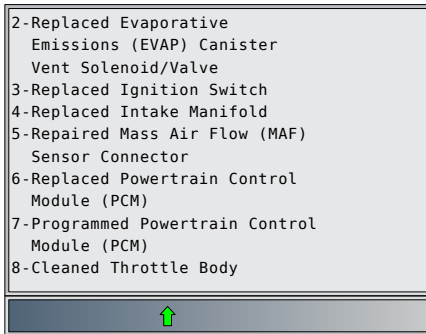 2-Replaced Evaporative
Emissions (EVAP) Canister
Vent Solenoid/Valve
3-Replaced Ignition Switch
4-Replaced Intake Manifold
5-Repaired Mass Air Flow (MAF)
Sensor Connector
6-Replaced Powertrain Control
Module (PCM)
7-Programmed Powertrain Control
Module (PCM)
8-Cleaned Throttle Body